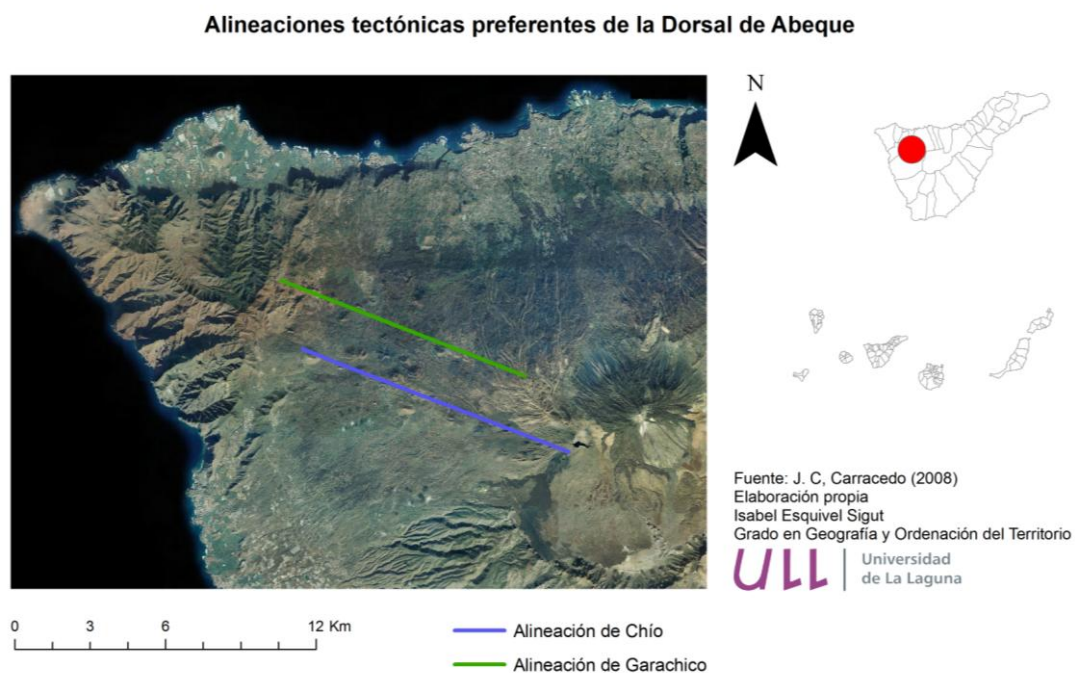 Alineaciones tectónicas preferentes de la Dorsal de Abeque
N
Fuente: J. C, Carracedo (2008)
Elaboración propia
Isabel Esquivel Sigut
Grado en Geografía y Ordenación del Territorio
ULL
Universidad
de La Laguna
0 3 6 12 Km
Alineación de Chío
Alineación de Garachico